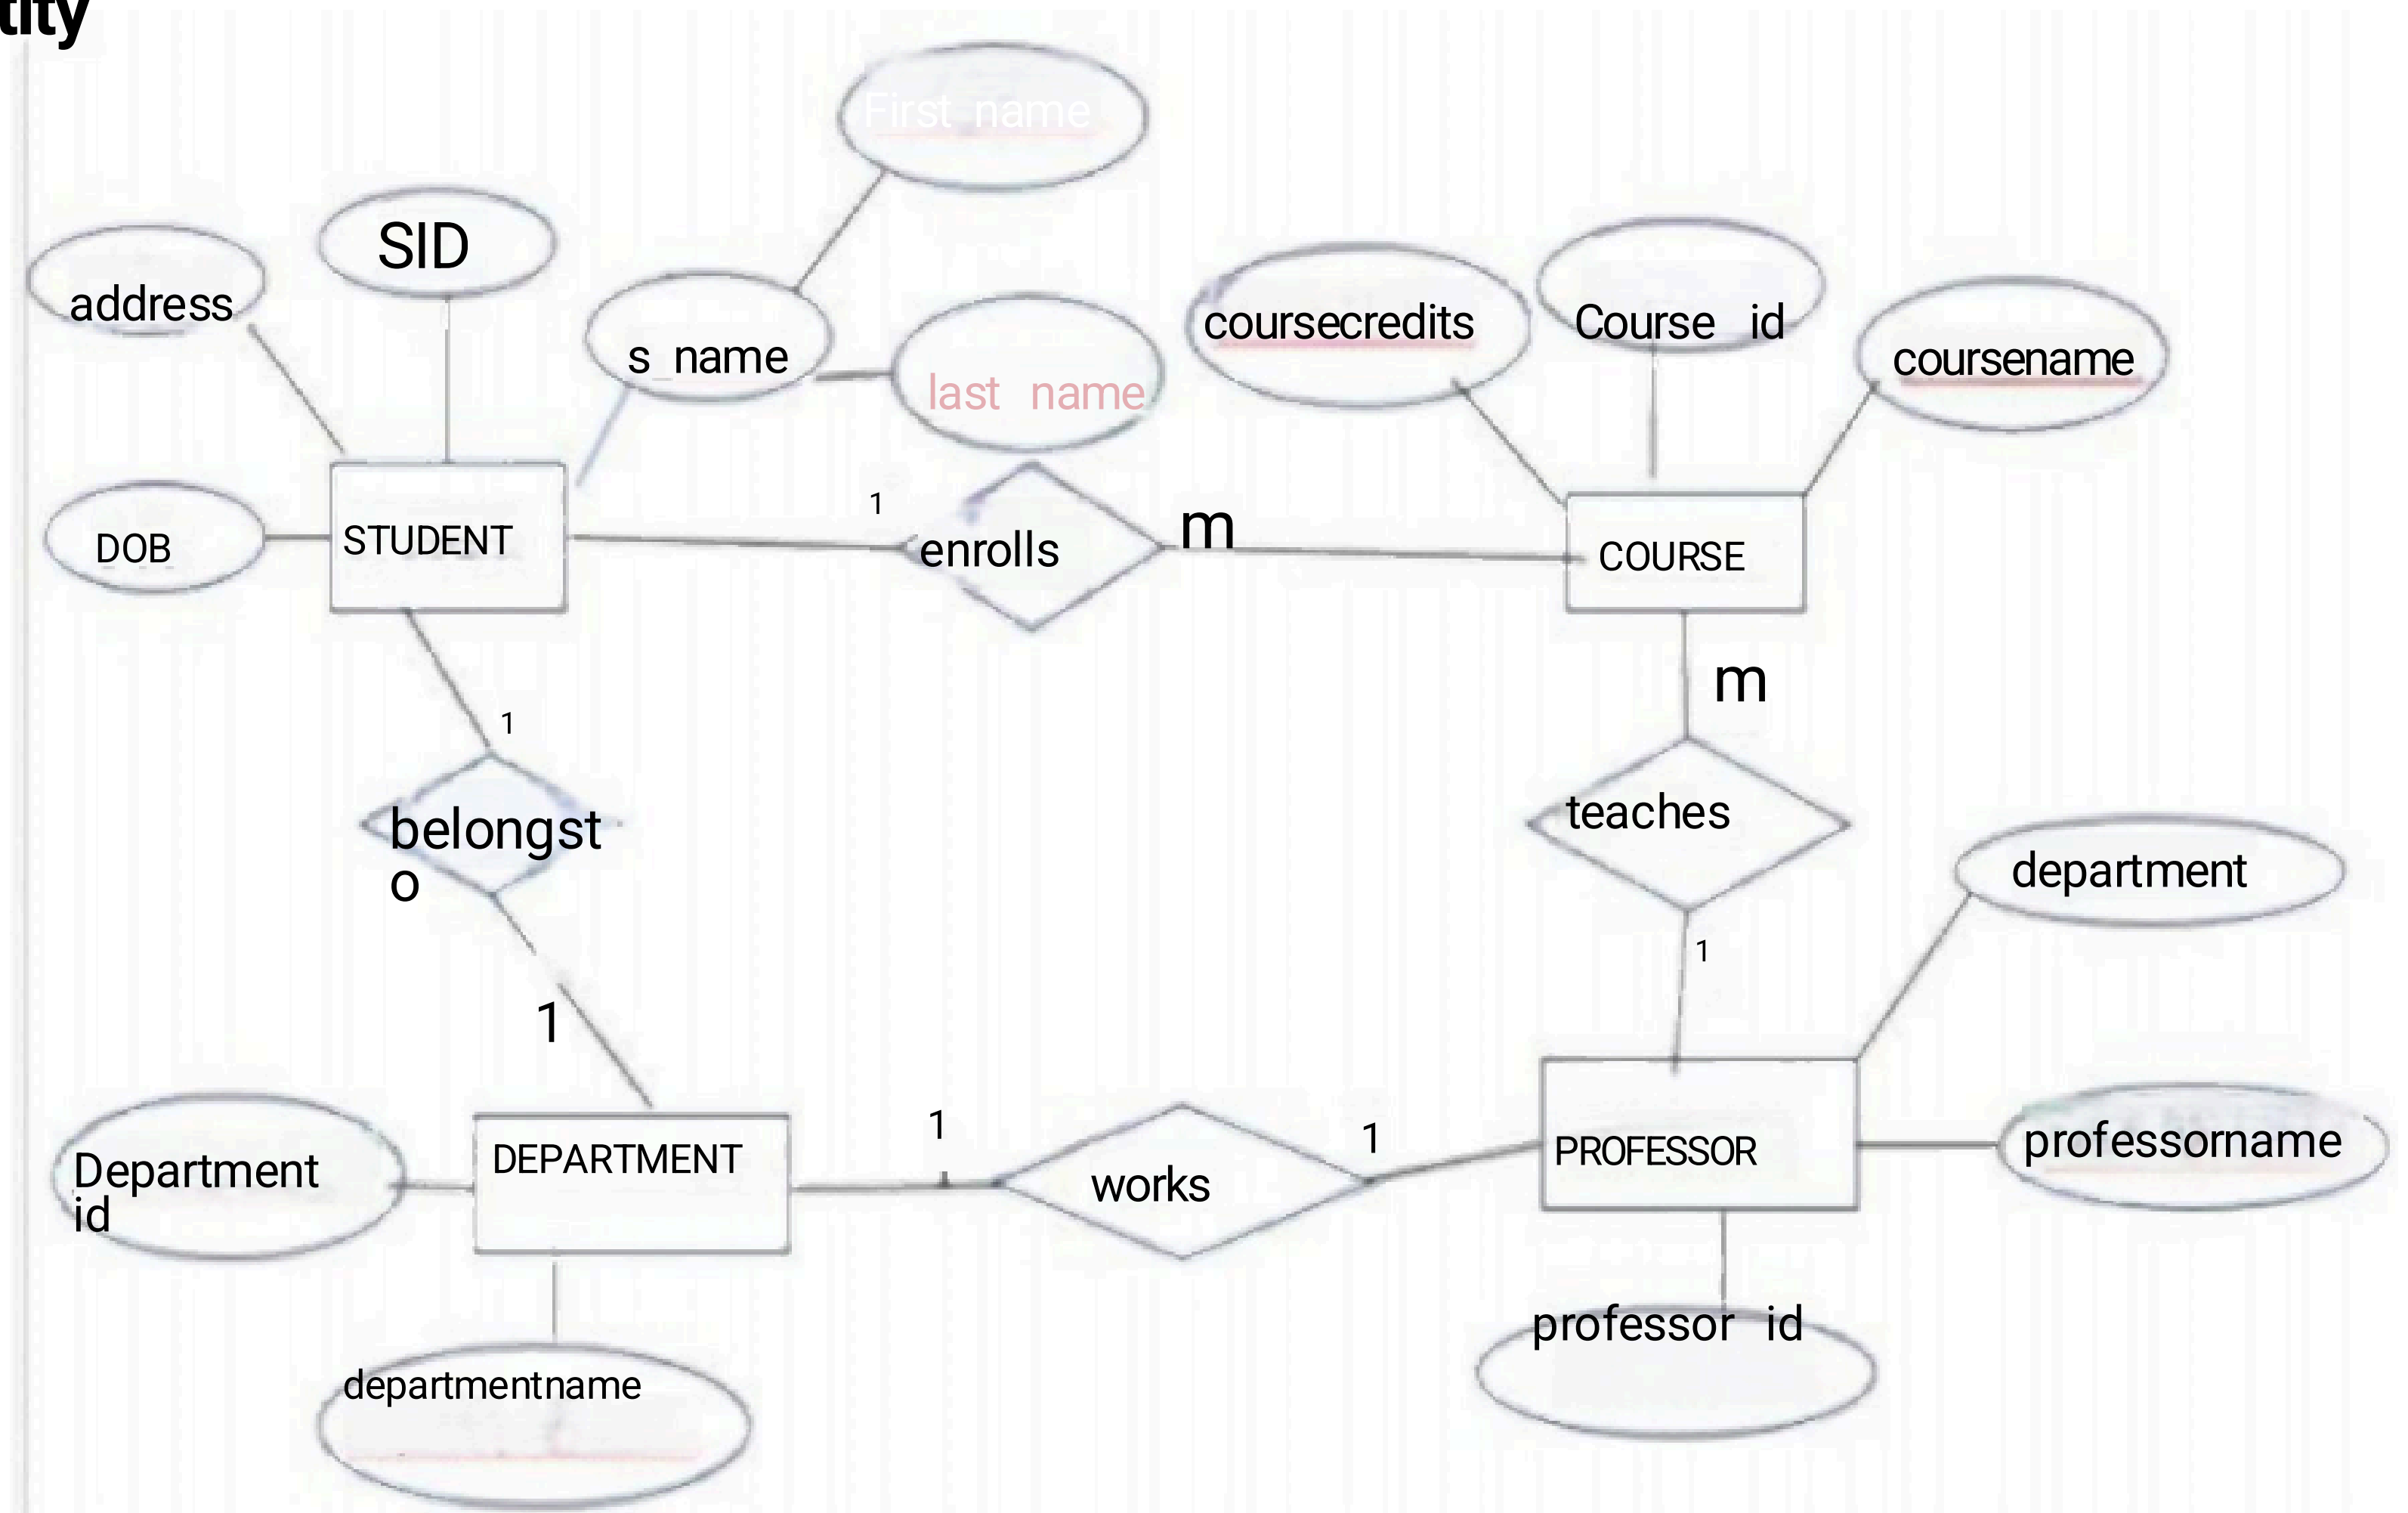 tity
First name
SID
address
s_name
last name
coursecredits
Course id
coursename
DOB
STUDENT
1
enrolls
m
COURSE
1
m
belongst
o
teaches
department
1
1
DEPARTMENT
1
works
1
PROFESSOR
professorname
Department
id
professor id
departmentname